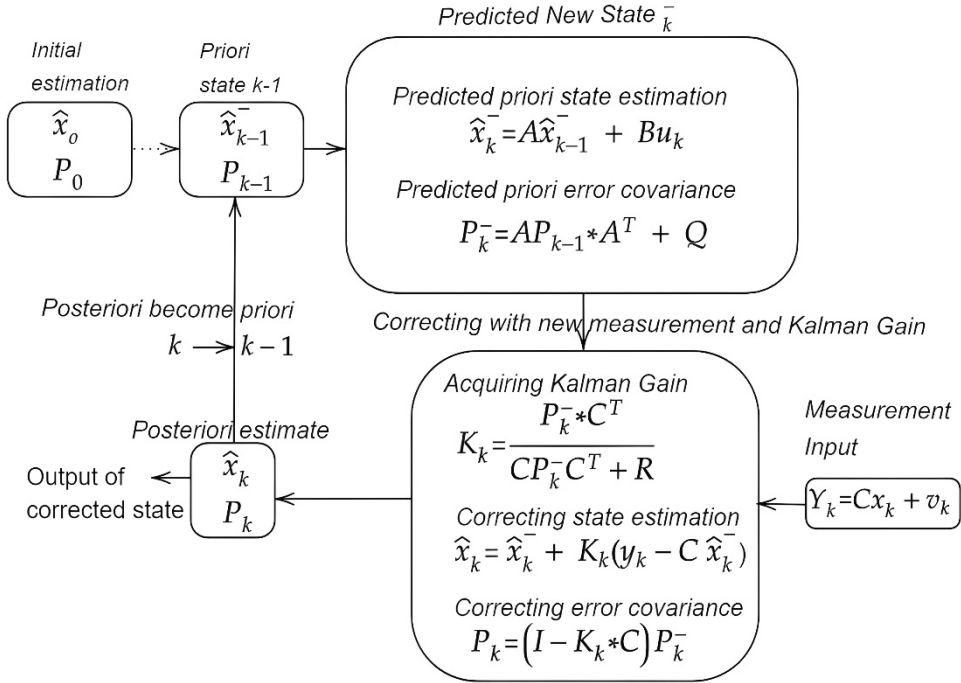 Predicted New State ⁻ₖ
Initial
estimation
x̂ₒ
P₀
Priori
state k-1
x̂⁻ₖ₋₁
Pₖ₋₁
Predicted priori state estimation
x̂⁻ₖ=Ax̂⁻ₖ₋₁ + Buₖ
Predicted priori error covariance
P⁻ₖ=APₖ₋₁*Aᵀ + Q
Posteriori become priori
k → k − 1
Correcting with new measurement and Kalman Gain
Acquiring Kalman Gain
Kₖ= P⁻ₖ*Cᵀ / CP⁻ₖCᵀ + R
Correcting state estimation
x̂ₖ= x̂⁻ₖ + Kₖ(yₖ − C x̂⁻ₖ)
Correcting error covariance
Pₖ=(I − Kₖ*C)P⁻ₖ
Measurement
Input
Yₖ=Cxₖ + vₖ
Posteriori estimate
x̂ₖ
Pₖ
Output of
corrected state